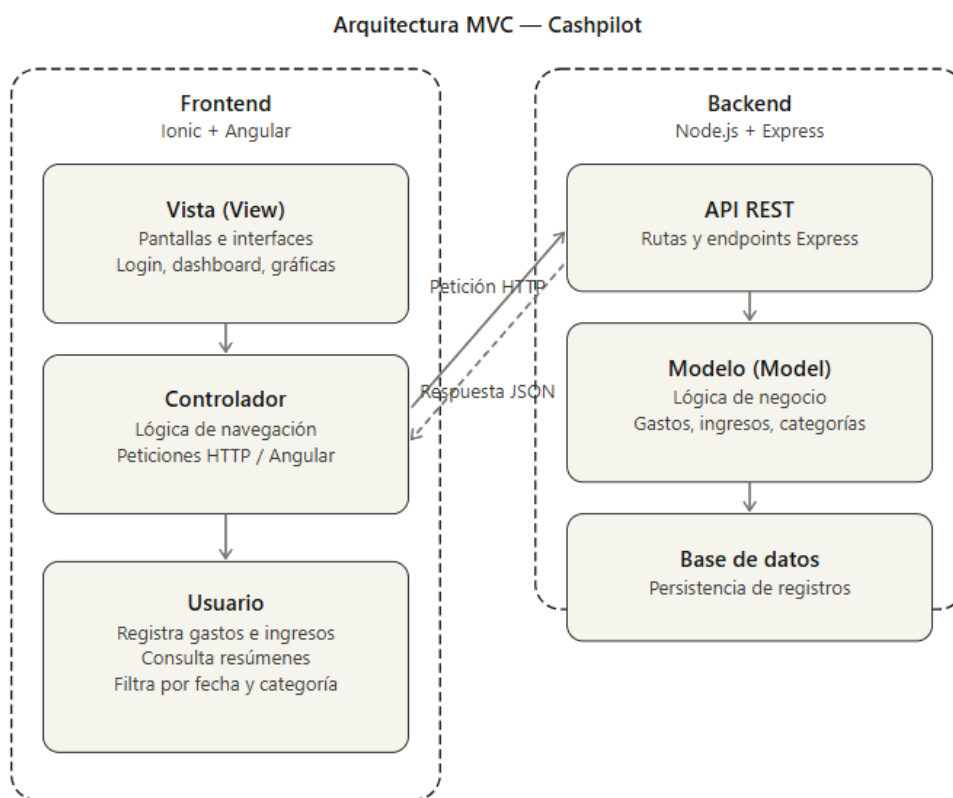 Arquitectura MVC — Cashpilot
Frontend
Ionic + Angular
Vista (View)
Pantallas e interfaces
Login, dashboard, gráficas
Controlador
Lógica de navegación
Peticiones HTTP / Angular
Usuario
Registra gastos e ingresos
Consulta resúmenes
Filtra por fecha y categoría
Petición HTTP
Respuesta JSON
Backend
Node.js + Express
API REST
Rutas y endpoints Express
Modelo (Model)
Lógica de negocio
Gastos, ingresos, categorías
Base de datos
Persistencia de registros